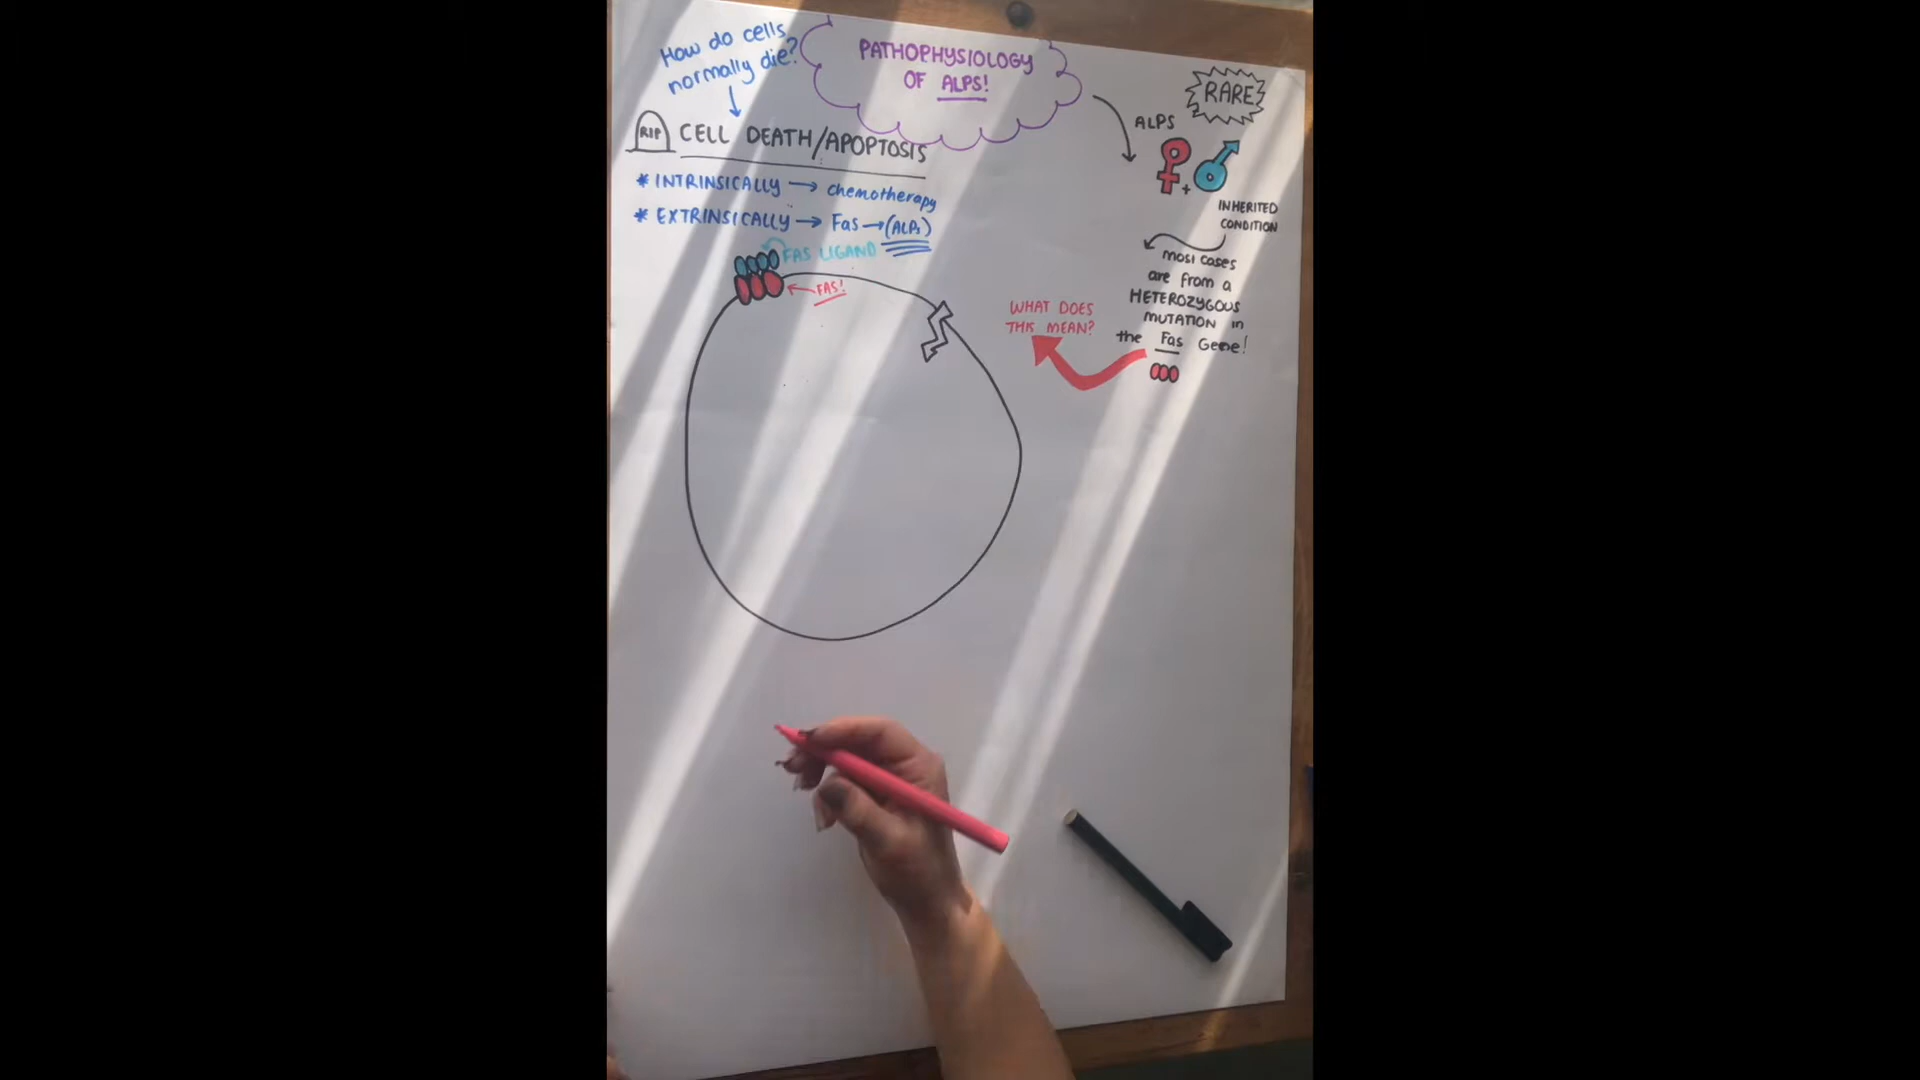 How do cells
normally die?
PATHOPHYSIOLOGY
OF ALPS!
RARE
RIP
CELL DEATH/APOPTOSIS
* INTRINSICALLY → chemotherapy
* EXTRINSICALLY → Fas → (ALPs)
FAS LIGAND
FAS!
ALPS
+
INHERITED
CONDITION
most cases
are from a
HETEROZYGOUS
MUTATION in
the Fas Gene!
WHAT DOES
THIS MEAN?